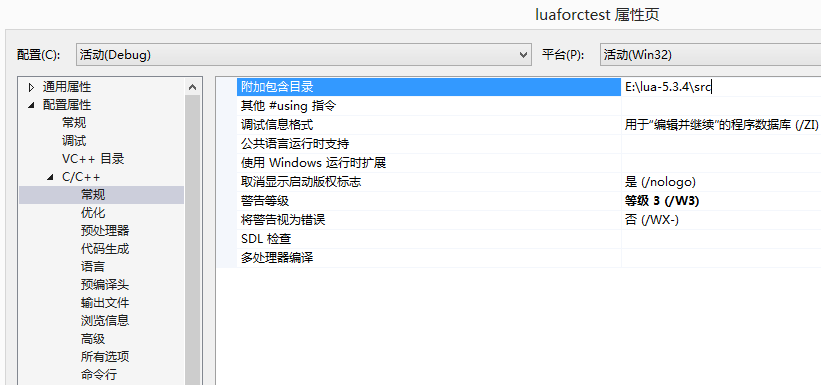 luaforctest 属性页
配置(C): 活动(Debug) 平台(P): 活动(Win32)
通用属性
配置属性
常规
调试
VC++ 目录
C/C++
常规
优化
预处理器
代码生成
语言
预编译头
输出文件
浏览信息
高级
所有选项
命令行
附加包含目录 E:\lua-5.3.4\src
其他 #using 指令
调试信息格式 用于“编辑并继续”的程序数据库 (/ZI)
公共语言运行时支持
使用 Windows 运行时扩展
取消显示启动版权标志 是 (/nologo)
警告等级 等级 3 (/W3)
将警告视为错误 否 (/WX-)
SDL 检查
多处理器编译